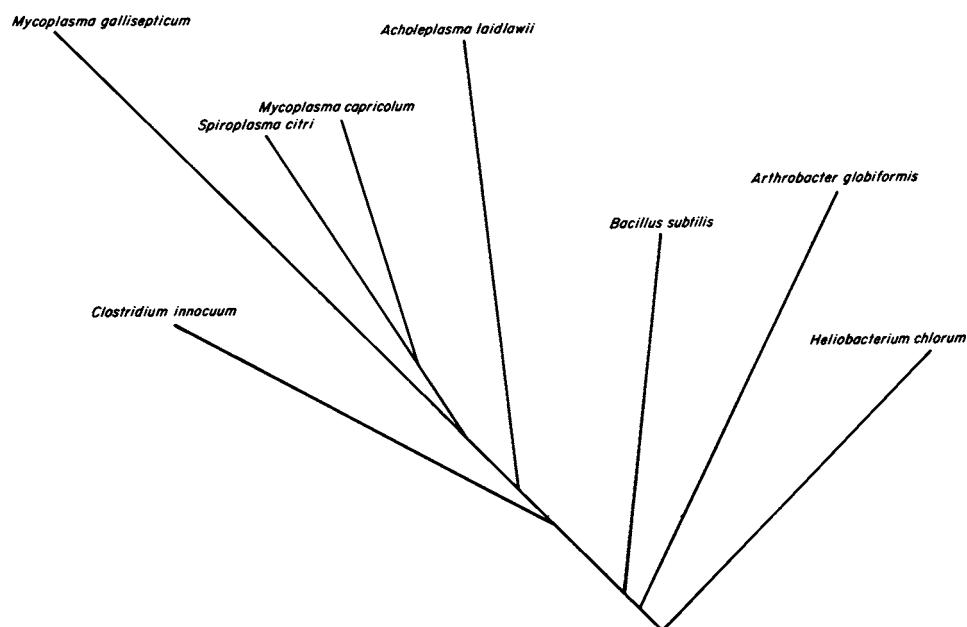 Mycoplasma gallisepticum
Acholeplasma laidlawii
Mycoplasma capricolum
Spiroplasma citri
Arthrobacter globiformis
Bacillus subtilis
Clostridium innocuum
Heliobacterium chlorum